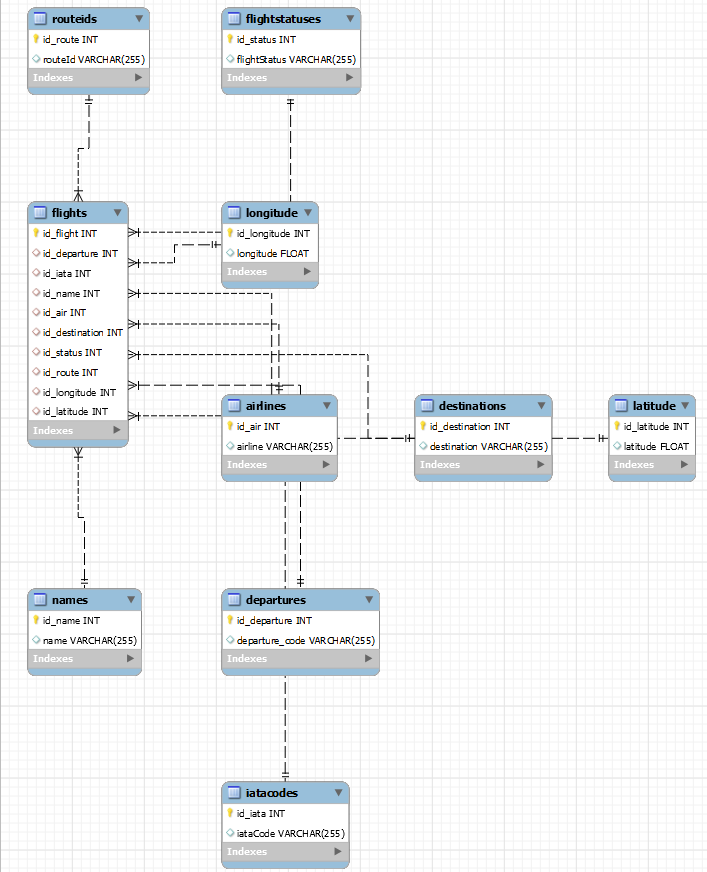 routeids
id_route INT
routeId VARCHAR(255)
Indexes
flightstatuses
id_status INT
flightStatus VARCHAR(255)
Indexes
flights
id_flight INT
id_departure INT
id_iata INT
id_name INT
id_air INT
id_destination INT
id_status INT
id_route INT
id_longitude INT
id_latitude INT
Indexes
longitude
id_longitude INT
longitude FLOAT
Indexes
airlines
id_air INT
airline VARCHAR(255)
Indexes
destinations
id_destination INT
destination VARCHAR(255)
Indexes
latitude
id_latitude INT
latitude FLOAT
Indexes
names
id_name INT
name VARCHAR(255)
Indexes
departures
id_departure INT
departure_code VARCHAR(255)
Indexes
iatacodes
id_iata INT
iataCode VARCHAR(255)
Indexes